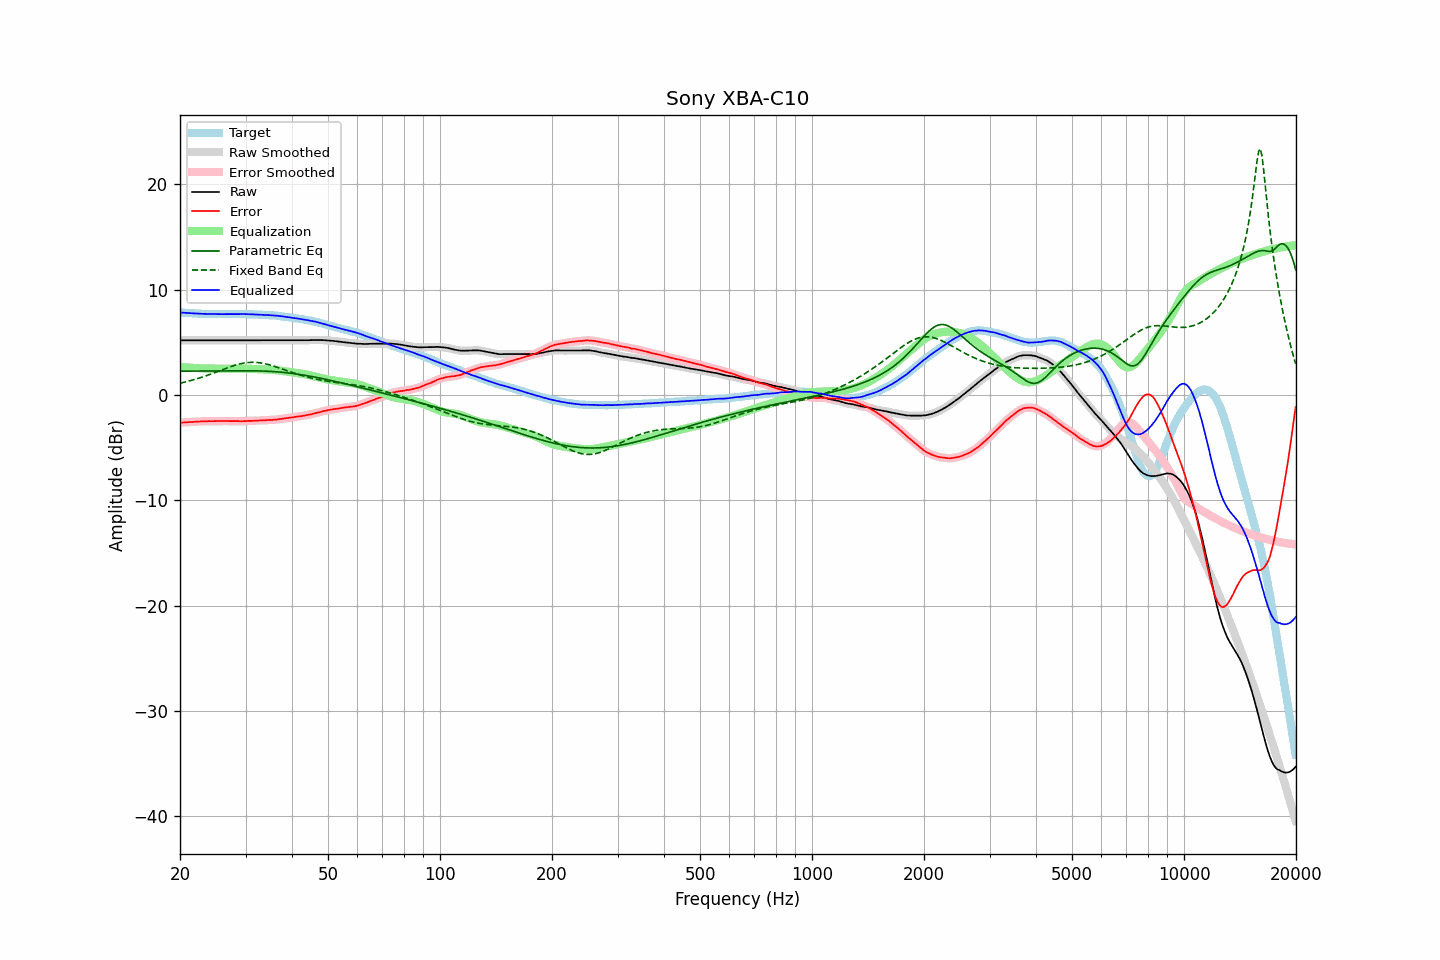 Sony XBA-C10
Target
Raw Smoothed
Error Smoothed
Raw
Error
Equalization
Parametric Eq
Fixed Band Eq
Equalized
Amplitude (dBr)
20
10
0
−10
−20
−30
−40
20 50 100 200 500 1000 2000 5000 10000 20000
Frequency (Hz)